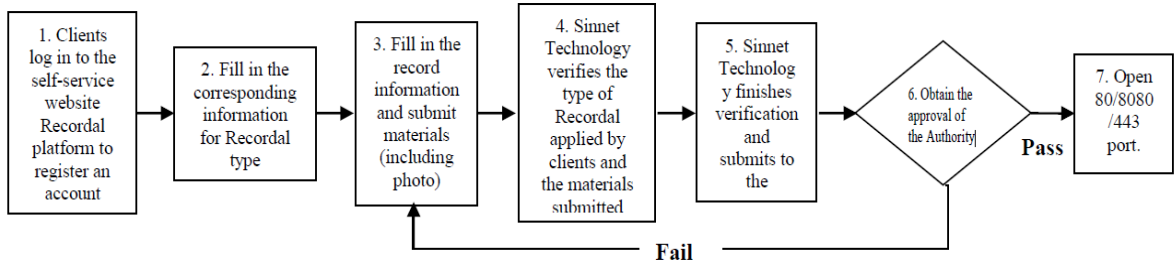 1. Clients
log in to the
self-service
website
Recordal
platform to
register an
account
2. Fill in the
corresponding
information
for Recordal
type
3. Fill in the
record
information
and submit
materials
(including
photo)
4. Sinnet
Technology
verifies the
type of
Recordal
applied by
clients and
the materials
submitted
5. Sinnet
Technolog
y finishes
verification
and
submits to
the
6. Obtain the
approval of
the Authority
Pass
7. Open
80/8080
/443
port.
Fail